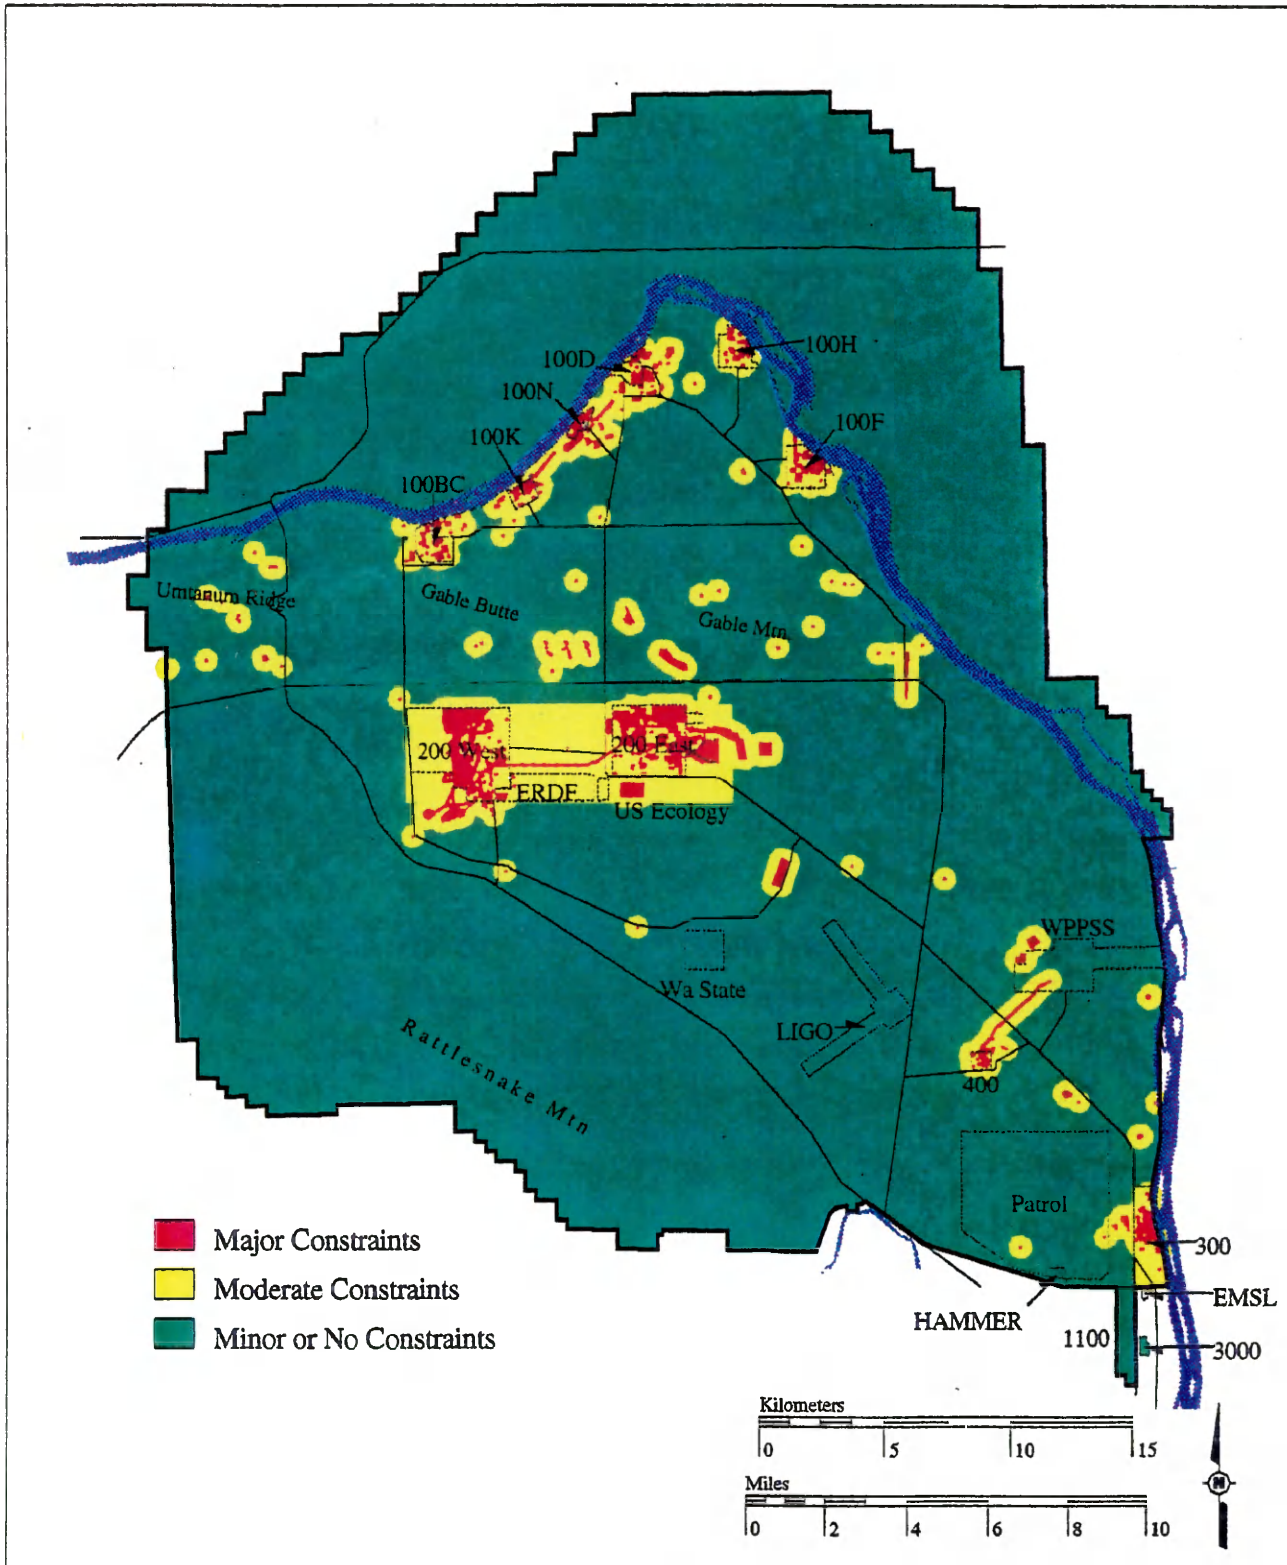 100H
100D
100N
100F
100K
100BC
Umtanum Ridge
Gable Butte
Gable Mtn
200 West
200 East
ERDF
US Ecology
WPPSS
Wa State
LIGO
Rattlesnake Mtn
400
Patrol
Major Constraints
300
Moderate Constraints
EMSL
HAMMER
Minor or No Constraints
1100
3000
Kilometers
0 5 10 15
N
Miles
0 2 4 6 8 10